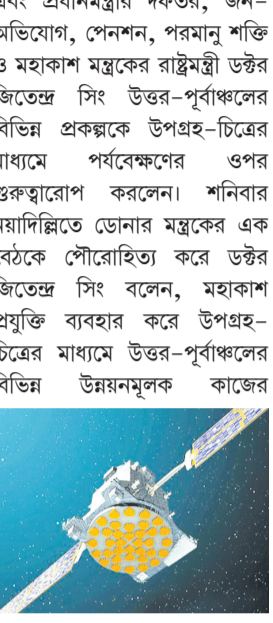 এবং প্রধানমন্ত্রীর দফতর, জন-
অভিযোগ, পেনশন, পরমানু শক্তি
ও মহাকাশ মন্ত্রকের রাষ্ট্রমন্ত্রী ডক্টর
জিতেন্দ্র সিং উত্তর-পূর্বাঞ্চলের
বিভিন্ন প্রকল্পকে উপগ্রহ-চিত্রের
মাধ্যমে পর্যবেক্ষণের ওপর
গুরুত্বারোপ করলেন। শনিবার
নয়াদিল্লিতে ডোনার মন্ত্রকের এক
বৈঠকে পৌরোহিত্য করে ডক্টর
জিতেন্দ্র সিং বলেন, মহাকাশ
প্রযুক্তি ব্যবহার করে উপগ্রহ-
চিত্রের মাধ্যমে উত্তর-পূর্বাঞ্চলের
বিভিন্ন উন্নয়নমূলক কাজের